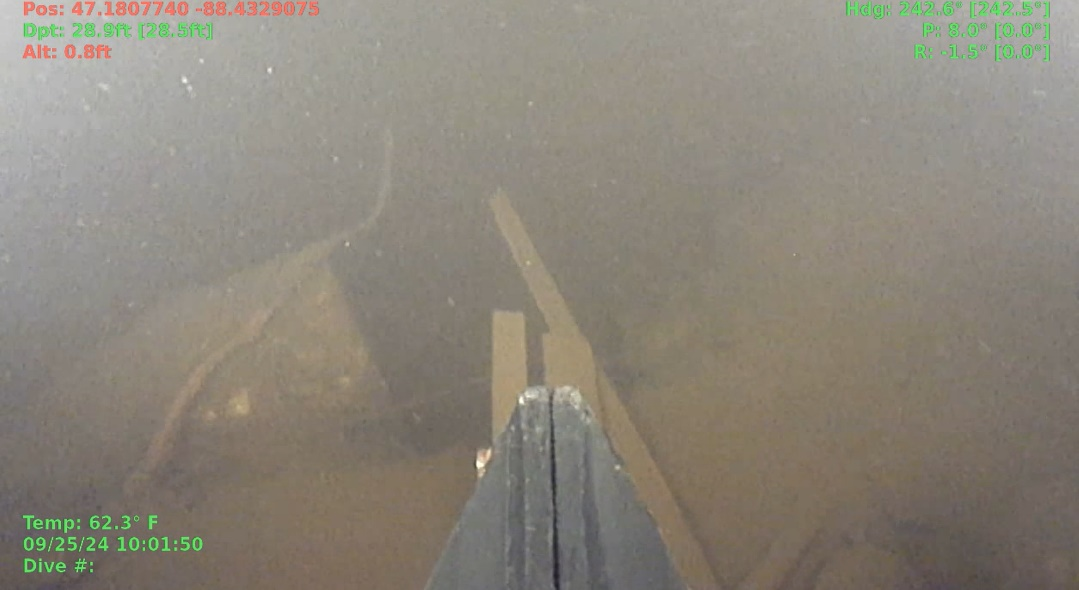 Pos: 47.1807740 -88.4329075
Dpt: 28.9ft [28.5ft]
Alt: 0.8ft
Hdg: 242.6° [242.5°]
P: 8.0° [0.0°]
R: -1.5° [0.0°]
Temp: 62.3° F
09/25/24 10:01:50
Dive #: